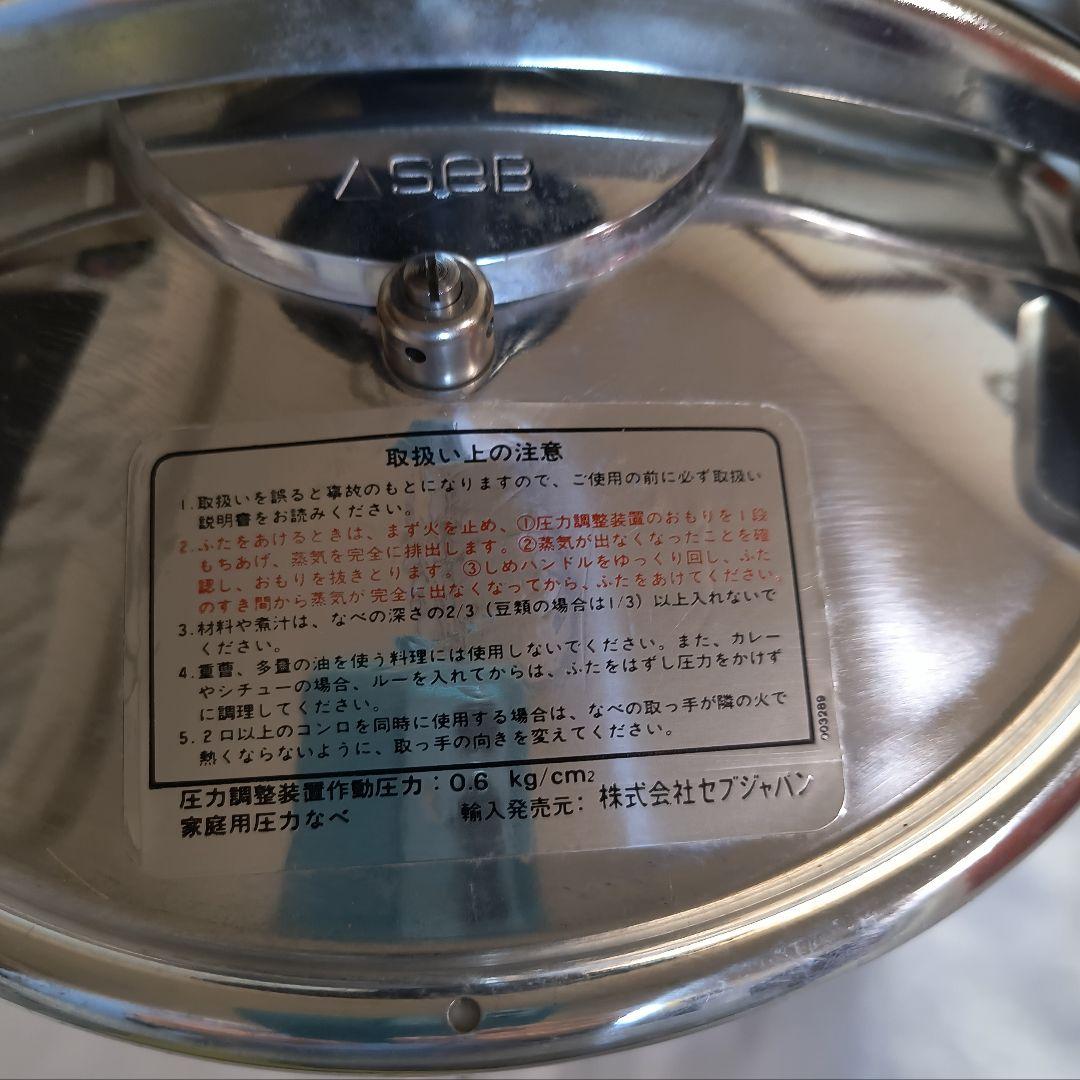 SEB
取扱い上の注意
1.取扱いを誤ると事故のもとになりますので、ご使用の前に必ず取扱い
説明書をお読みください。
2.ふたをあけるときは、まず火を止め、①圧力調整装置のおもりを1段
もちあげ、蒸気を完全に排出します。②蒸気が出なくなったことを確
認し、おもりを抜きとります。③しめハンドルをゆっくり回し、ふた
のすき間から蒸気が完全に出なくなってから、ふたをあけてください。
3.材料や煮汁は、なべの深さの2/3(豆類の場合は1/3)以上入れないで
ください。
4.重曹、多量の油を使う料理には使用しないでください。また、カレー
やシチューの場合、ルーを入れてからは、ふたをはずし圧力をかけず
に調理してください。
5.2口以上のコンロを同時に使用する場合は、なべの取っ手が隣の火で
熱くならないように、取っ手の向きを変えてください。
003289
圧力調整装置作動圧力:0.6 kg/cm2
家庭用圧力なべ 輸入発売元:株式会社セブジャパン